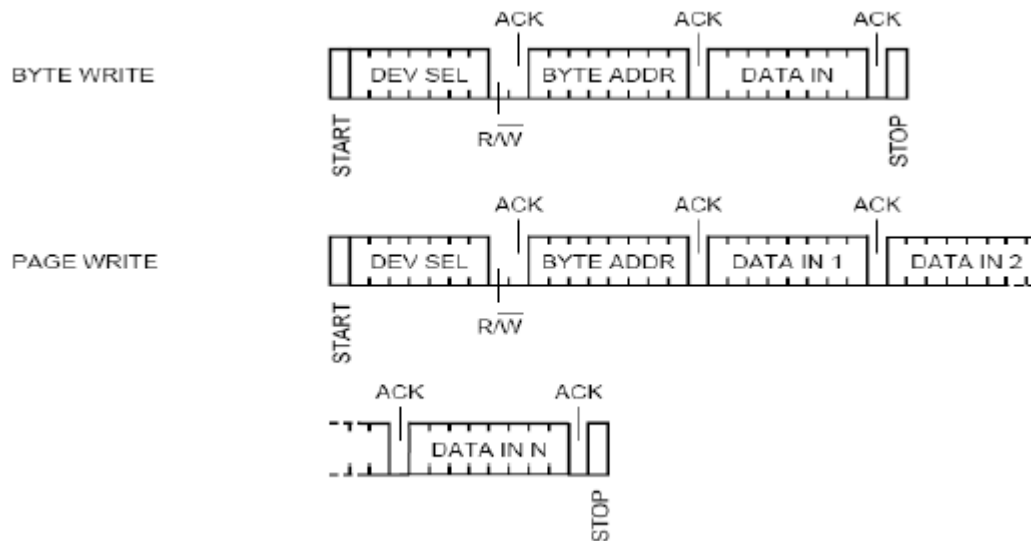 ACK ACK ACK
BYTE WRITE DEV SEL BYTE ADDR DATA IN
START R/W̅ STOP
ACK ACK ACK
PAGE WRITE DEV SEL BYTE ADDR DATA IN 1 DATA IN 2
START R/W̅
ACK ACK
DATA IN N
STOP